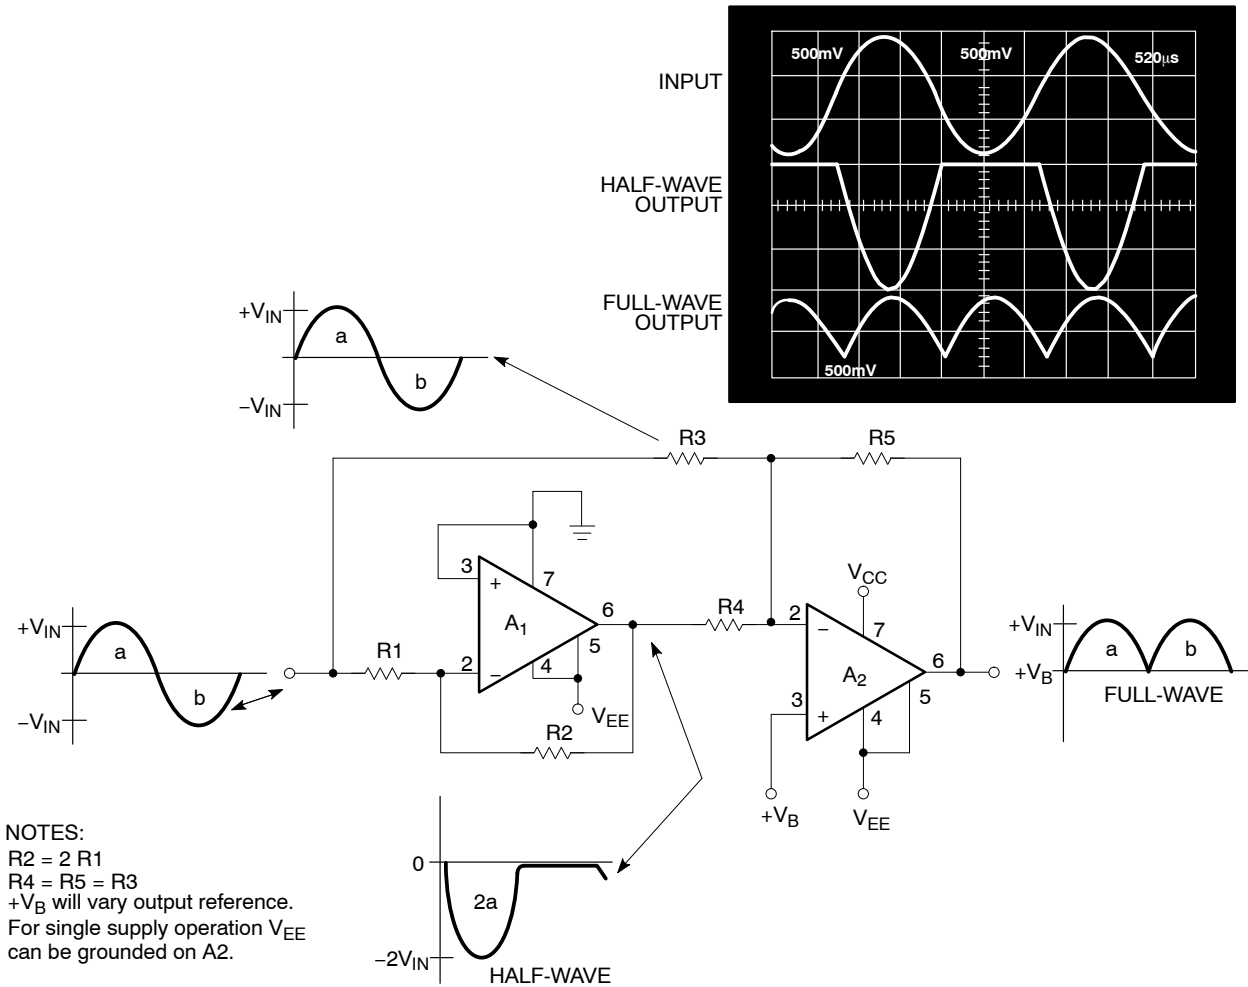 500mV
500mV
520μs
INPUT
HALF-WAVE
OUTPUT
FULL-WAVE
OUTPUT
500mV
+VIN
a
b
−VIN
R3
R5
3
+
7
A1
6
5
4
2
−
R1
R2
VEE
R4
VCC
2
−
7
A2
6
5
3
+
4
+VB
VEE
+VIN
a
b
−VIN
+VIN
a
b
+VB
FULL-WAVE
0
2a
−2VIN
HALF-WAVE
NOTES:
R2 = 2 R1
R4 = R5 = R3
+VB will vary output reference.
For single supply operation VEE
can be grounded on A2.